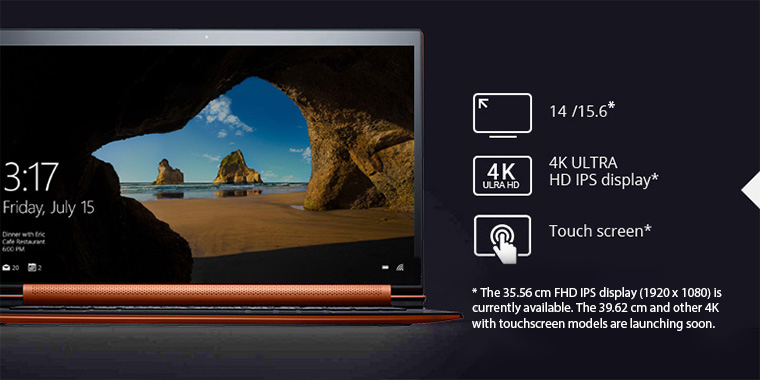 3:17
Friday, July 15
Dinner with Eric
Cafe Restaurant
6:00 PM
20 2
14 /15.6*
4K
ULRA HD
4K ULTRA
HD IPS display*
Touch screen*
* The 35.56 cm FHD IPS display (1920 x 1080) is
currently available. The 39.62 cm and other 4K
with touchscreen models are launching soon.